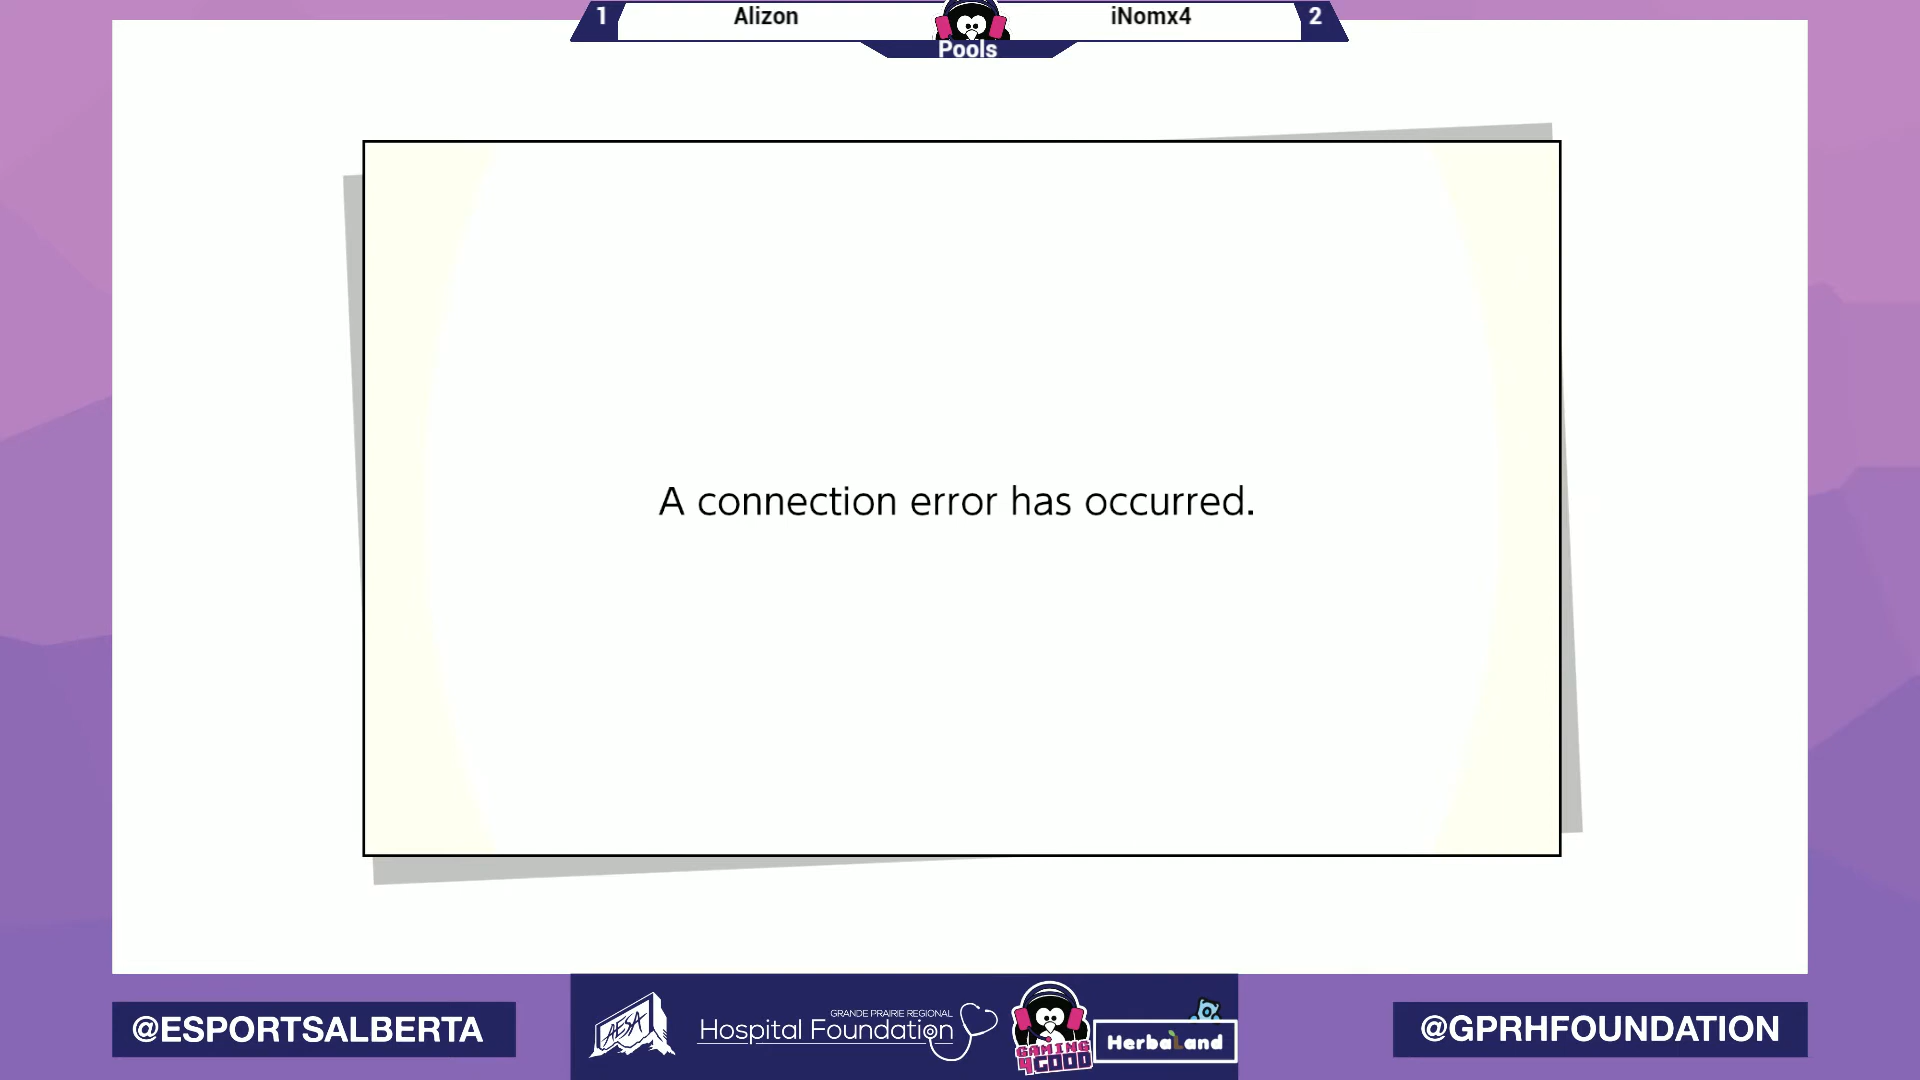 1 Alizon iNomx4 2
Pools
A connection error has occurred.
@ESPORTSALBERTA
AESA
GRANDE PRAIRIE REGIONAL
Hospital Foundation
GAMING
4GOOD
HerbaLand
@GPRHFOUNDATION